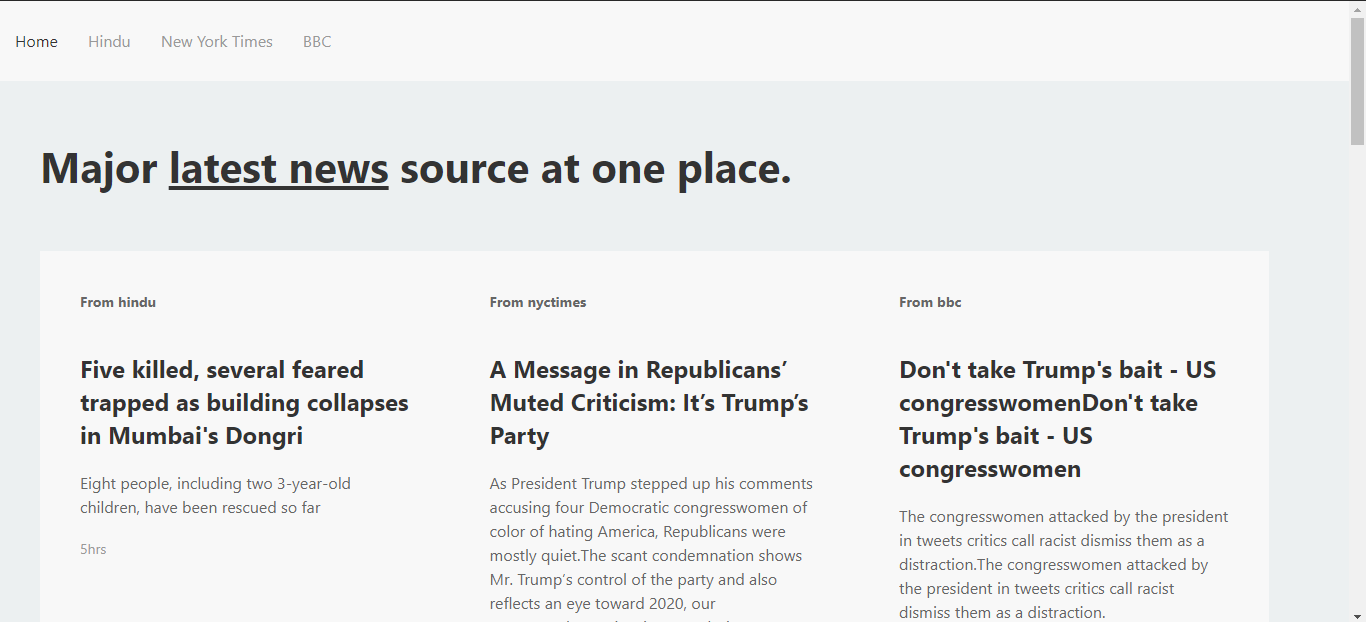 Home Hindu New York Times BBC
Major latest news source at one place.
From hindu
Five killed, several feared
trapped as building collapses
in Mumbai's Dongri
Eight people, including two 3-year-old
children, have been rescued so far
5hrs
From nyctimes
A Message in Republicans’
Muted Criticism: It’s Trump’s
Party
As President Trump stepped up his comments
accusing four Democratic congresswomen of
color of hating America, Republicans were
mostly quiet.The scant condemnation shows
Mr. Trump’s control of the party and also
reflects an eye toward 2020, our
From bbc
Don't take Trump's bait - US
congresswomenDon't take
Trump's bait - US
congresswomen
The congresswomen attacked by the president
in tweets critics call racist dismiss them as a
distraction.The congresswomen attacked by
the president in tweets critics call racist
dismiss them as a distraction.